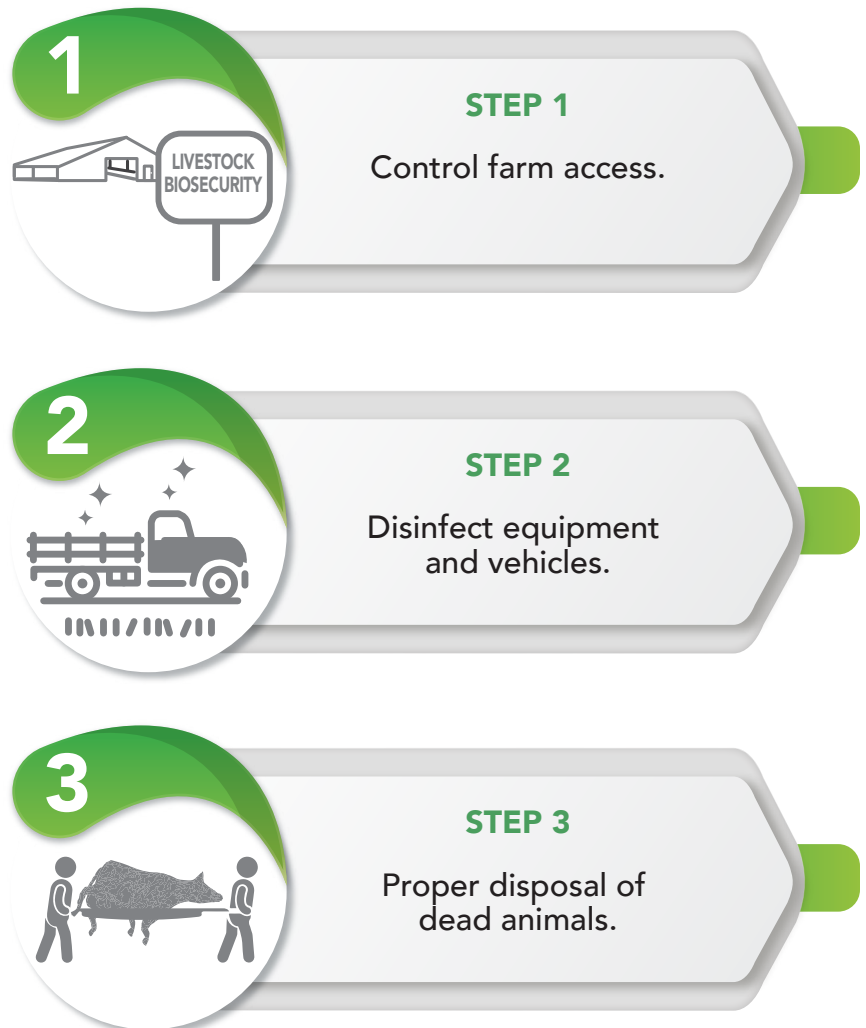 1
LIVESTOCK
BIOSECURITY
STEP 1
Control farm access.
2
STEP 2
Disinfect equipment
and vehicles.
3
STEP 3
Proper disposal of
dead animals.